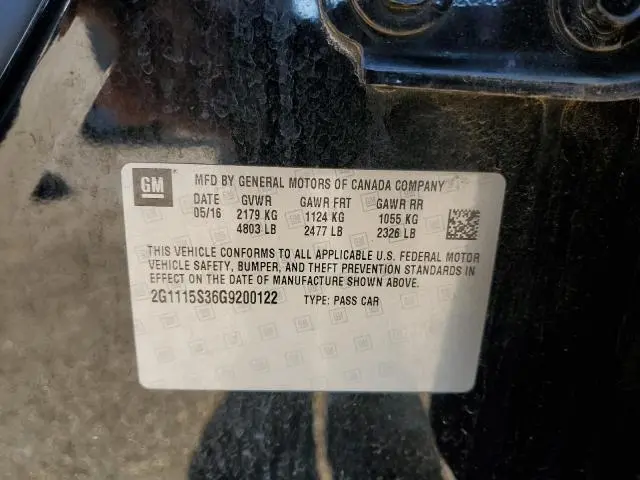 GM
MFD BY GENERAL MOTORS OF CANADA COMPANY
DATE GVWR GAWR FRT GAWR RR
05/16 2179 KG 1124 KG 1055 KG
4803 LB 2477 LB 2326 LB
THIS VEHICLE CONFORMS TO ALL APPLICABLE U.S. FEDERAL MOTOR
VEHICLE SAFETY, BUMPER, AND THEFT PREVENTION STANDARDS IN
EFFECT ON THE DATE OF MANUFACTURE SHOWN ABOVE.
2G1115S36G9200122 TYPE: PASS CAR